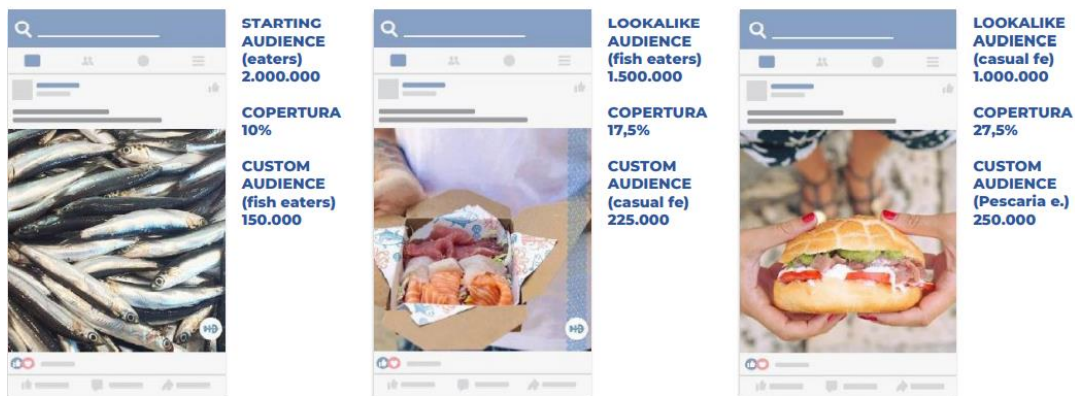 STARTING
AUDIENCE
(eaters)
2.000.000
COPERTURA
10%
CUSTOM
AUDIENCE
(fish eaters)
150.000
LOOKALIKE
AUDIENCE
(fish eaters)
1.500.000
COPERTURA
17,5%
CUSTOM
AUDIENCE
(casual fe)
225.000
LOOKALIKE
AUDIENCE
(casual fe)
1.000.000
COPERTURA
27,5%
CUSTOM
AUDIENCE
(Pescaria e.)
250.000